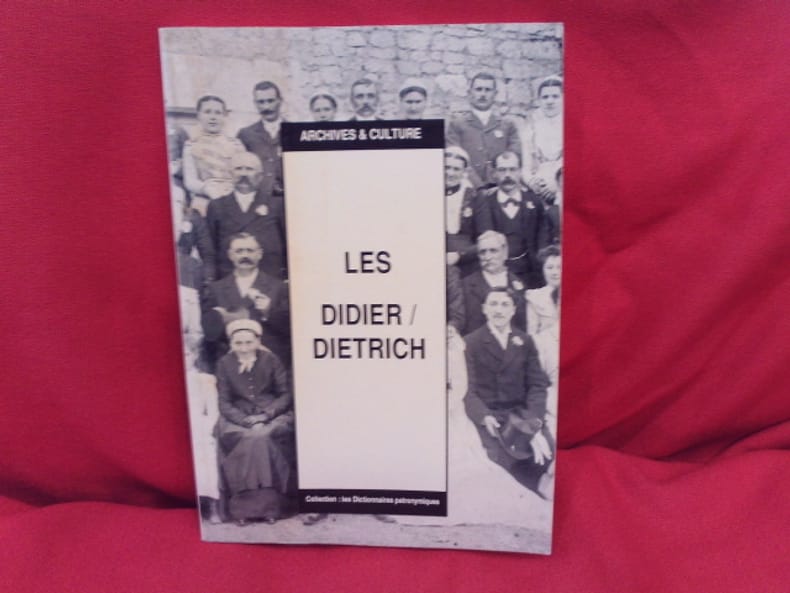 ARCHIVES & CULTURE
LES
DIDIER /
DIETRICH
Collection : les Dictionnaires patronymiques